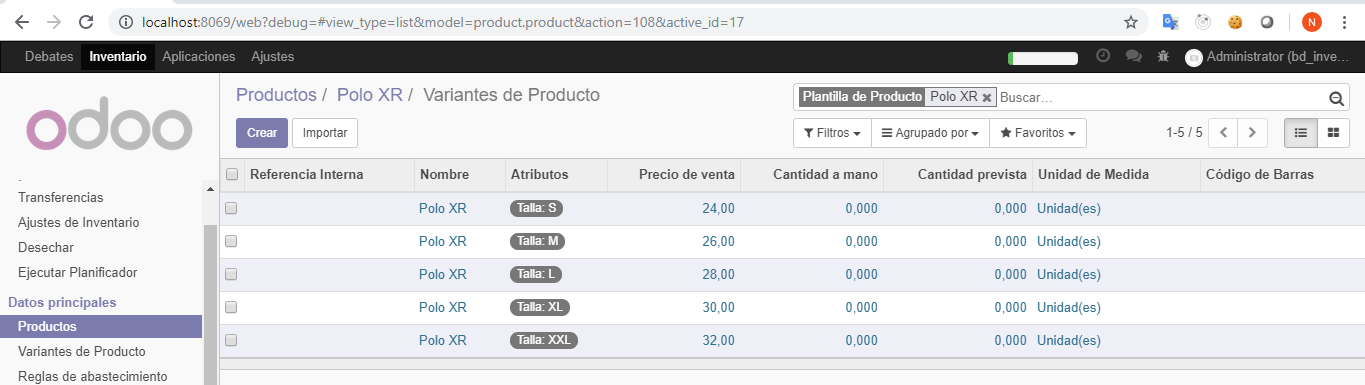 localhost:8069/web?debug=#view_type=list&model=product.product&action=108&active_id=17
N
Debates Inventario Aplicaciones Ajustes Administrator (bd_inve...
odoo
Productos / Polo XR / Variantes de Producto
Plantilla de Producto Polo XR Buscar...
Crear Importar
Filtros Agrupado por Favoritos 1-5 / 5
Transferencias
Ajustes de Inventario
Desechar
Ejecutar Planificador
Datos principales
Productos
Variantes de Producto
Reglas de abastecimiento
Referencia Interna Nombre Atributos Precio de venta Cantidad a mano Cantidad prevista Unidad de Medida Código de Barras
Polo XR Talla: S 24,00 0,000 0,000 Unidad(es)
Polo XR Talla: M 26,00 0,000 0,000 Unidad(es)
Polo XR Talla: L 28,00 0,000 0,000 Unidad(es)
Polo XR Talla: XL 30,00 0,000 0,000 Unidad(es)
Polo XR Talla: XXL 32,00 0,000 0,000 Unidad(es)